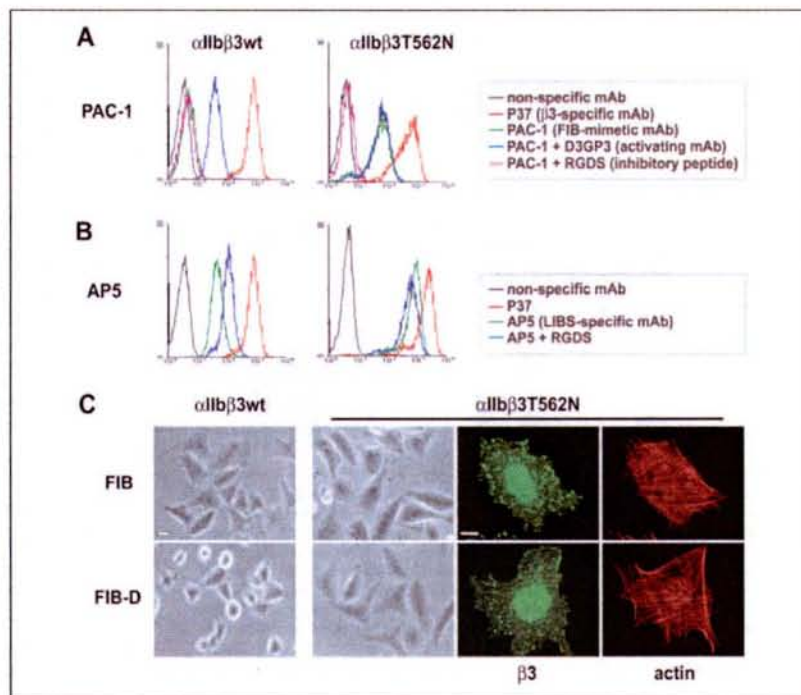 A
αIIbβ3wt
αIIbβ3T562N
PAC-1
non-specific mAb
P37 (β3-specific mAb)
PAC-1 (FIB-mimetic mAb)
PAC-1 + D3GP3 (activating mAb)
PAC-1 + RGDS (inhibitory peptide)
B
AP5
non-specific mAb
P37
AP5 (LIBS-specific mAb)
AP5 + RGDS
C
αIIbβ3wt
αIIbβ3T562N
FIB
FIB-D
β3
actin